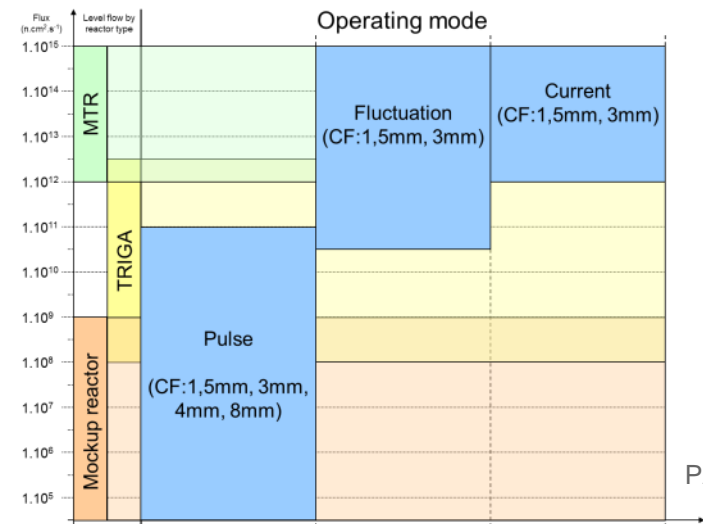 Flux
(n.cm².s⁻¹)
Level flow by
reactor type
Operating mode
1.10¹⁵
1.10¹⁴
1.10¹³
1.10¹²
1.10¹¹
1.10¹⁰
1.10⁹
1.10⁸
1.10⁷
1.10⁶
1.10⁵
MTR
TRIGA
Mockup reactor
Pulse
(CF:1,5mm, 3mm,
4mm, 8mm)
Fluctuation
(CF:1,5mm, 3mm)
Current
(CF:1,5mm, 3mm)
P